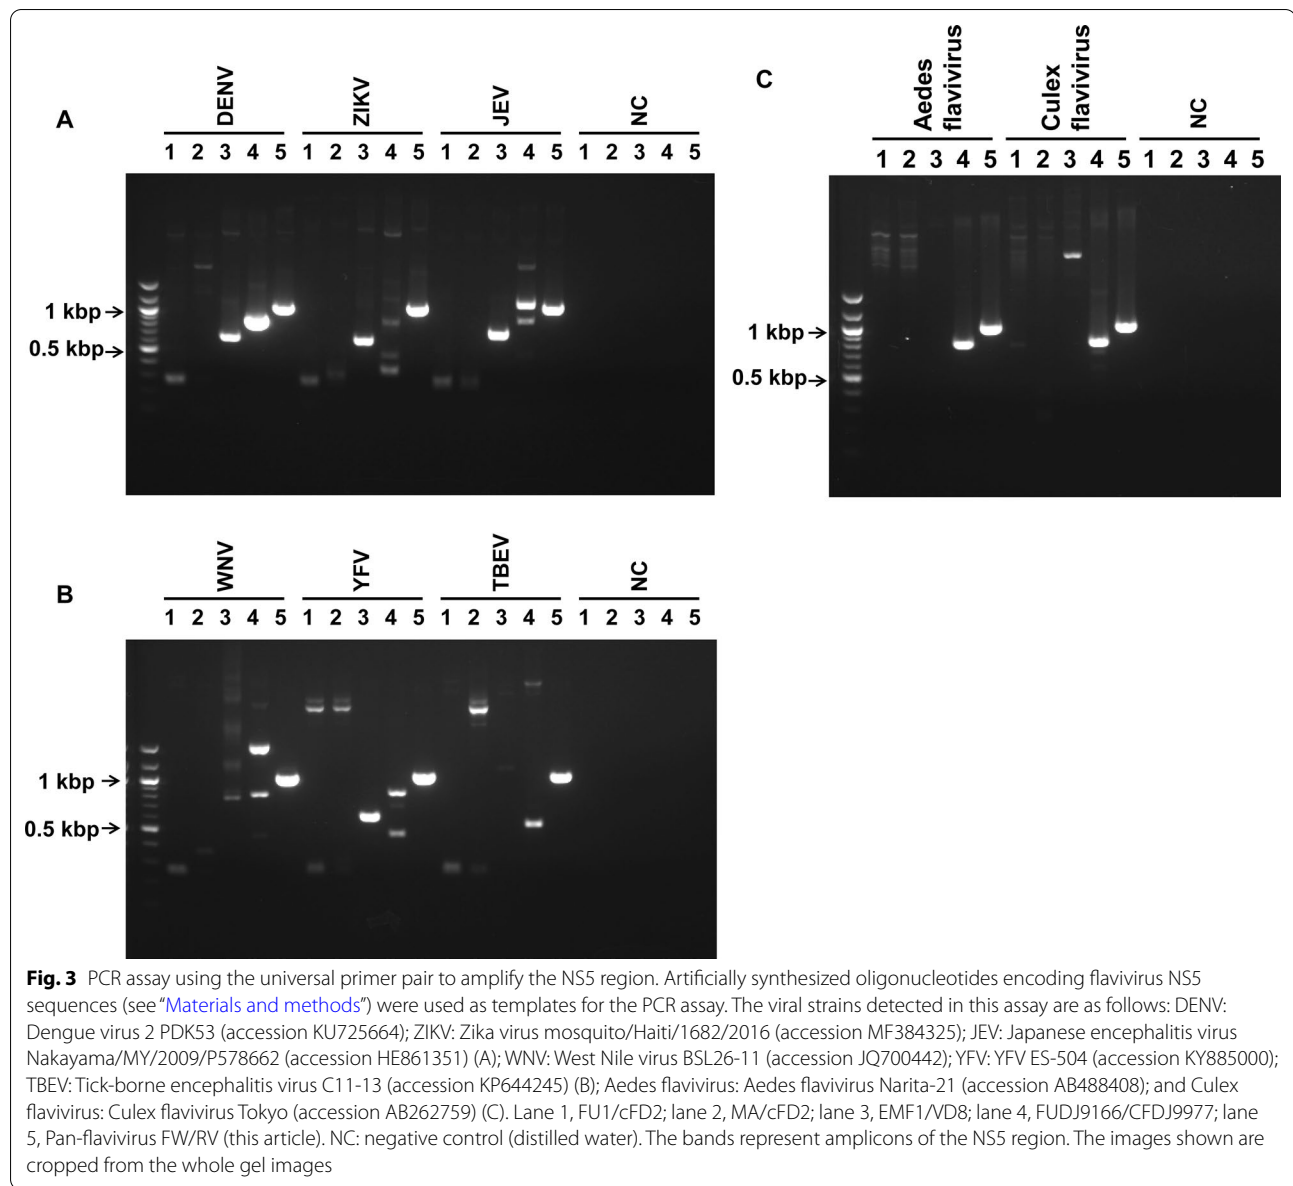 A
DENV ZIKV JEV NC
1 2 3 4 5 1 2 3 4 5 1 2 3 4 5 1 2 3 4 5
1 kbp→
0.5 kbp→
C
Aedes flavivirus Culex flavivirus NC
1 2 3 4 5 1 2 3 4 5 1 2 3 4 5
1 kbp→
0.5 kbp→
B
WNV YFV TBEV NC
1 2 3 4 5 1 2 3 4 5 1 2 3 4 5 1 2 3 4 5
1 kbp→
0.5 kbp→
Fig. 3 PCR assay using the universal primer pair to amplify the NS5 region. Artificially synthesized oligonucleotides encoding flavivirus NS5
sequences (see “Materials and methods”) were used as templates for the PCR assay. The viral strains detected in this assay are as follows: DENV:
Dengue virus 2 PDK53 (accession KU725664); ZIKV: Zika virus mosquito/Haiti/1682/2016 (accession MF384325); JEV: Japanese encephalitis virus
Nakayama/MY/2009/P578662 (accession HE861351) (A); WNV: West Nile virus BSL26-11 (accession JQ700442); YFV: YFV ES-504 (accession KY885000);
TBEV: Tick-borne encephalitis virus C11-13 (accession KP644245) (B); Aedes flavivirus: Aedes flavivirus Narita-21 (accession AB488408); and Culex
flavivirus: Culex flavivirus Tokyo (accession AB262759) (C). Lane 1, FU1/cFD2; lane 2, MA/cFD2; lane 3, EMF1/VD8; lane 4, FUDJ9166/CFDJ9977; lane
5, Pan-flavivirus FW/RV (this article). NC: negative control (distilled water). The bands represent amplicons of the NS5 region. The images shown are
cropped from the whole gel images